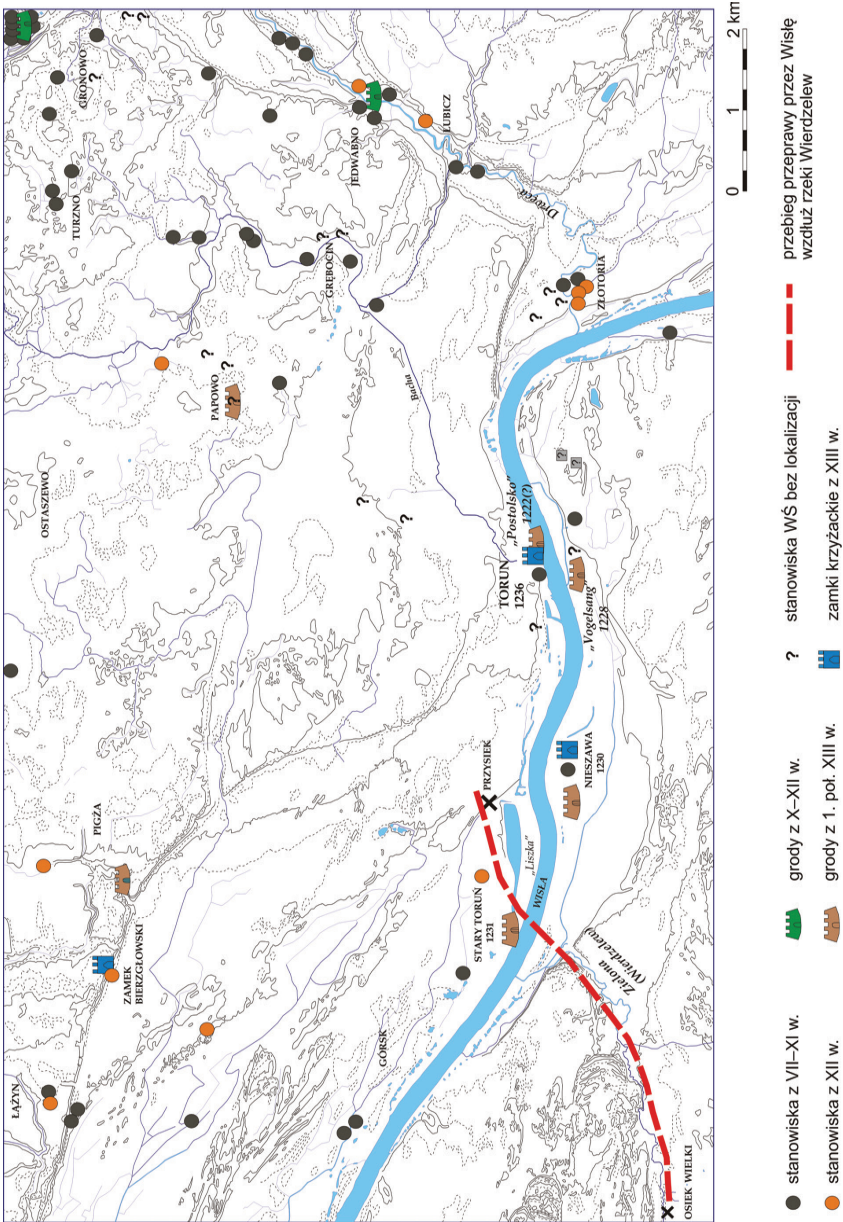 ŁĄŻYN
ZAMEK
BIERZGŁOWSKI
PIGŻA
OSTASZEWO
PAPOWO
TURZNO
GRONOWO
GRĘBOCIN
JEDWABNO
LUBICZ
Drwęca
Bacha
ZŁOTORIA
GÓRSK
STARY TORUŃ
1231
PRZYSIEK
„Liszka”
WISŁA
TORUŃ
1236
„Postolsko”
1222(?)
„Vogelsang”
1228
NIESZAWA
1230
Zielona
(Wierdzelew)
OSIEK WIELKI
0 1 2 km
stanowiska z VII–XI w.
stanowiska z XII w.
grody z X–XII w.
grody z 1. poł. XIII w.
? stanowiska WŚ bez lokalizacji
zamki krzyżackie z XIII w.
przebieg przeprawy przez Wisłę
wzdłuż rzeki Wierdzelew